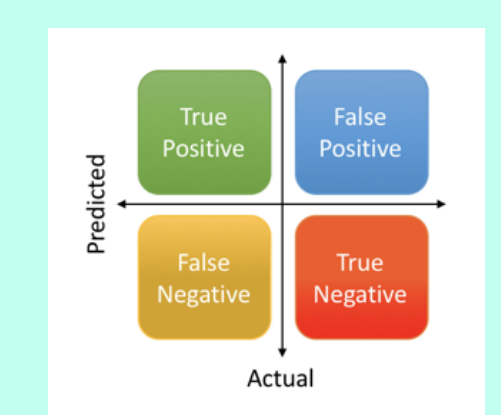 True
Positive
False
Positive
Predicted
False
Negative
True
Negative
Actual